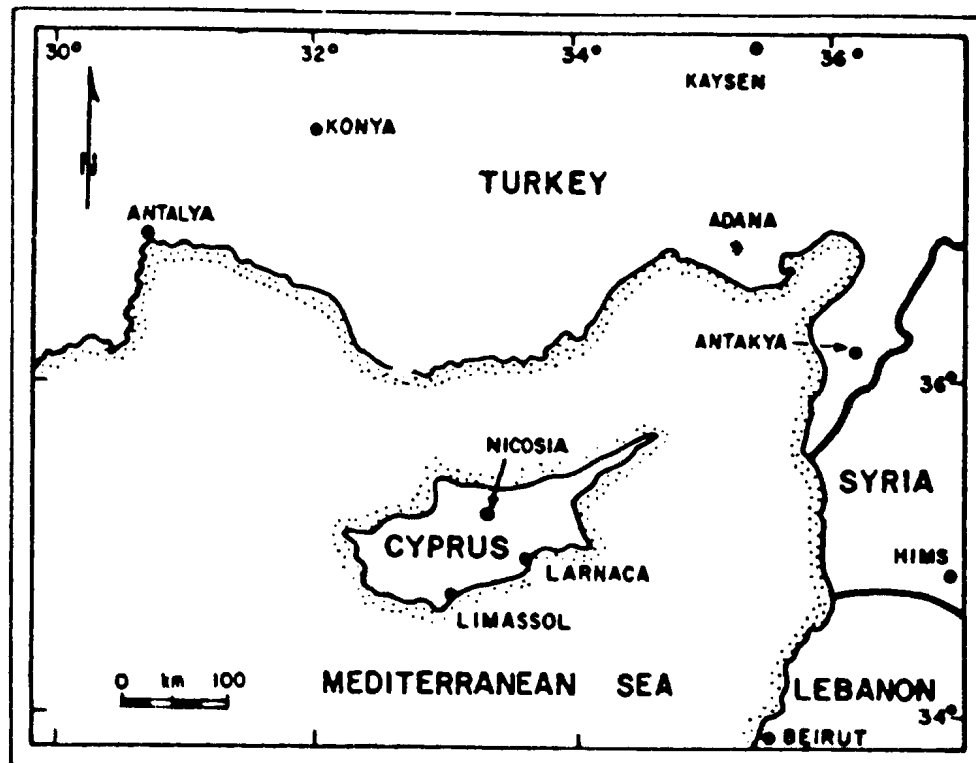 30° 32° 34° 36°
KAYSEN
KONYA
N
TURKEY
ANTALYA
ADANA
ANTAKYA
36°
NICOSIA
SYRIA
CYPRUS
HIMS
LARNACA
LIMASSOL
0 km 100
MEDITERRANEAN SEA
LEBANON
34°
BEIRUT